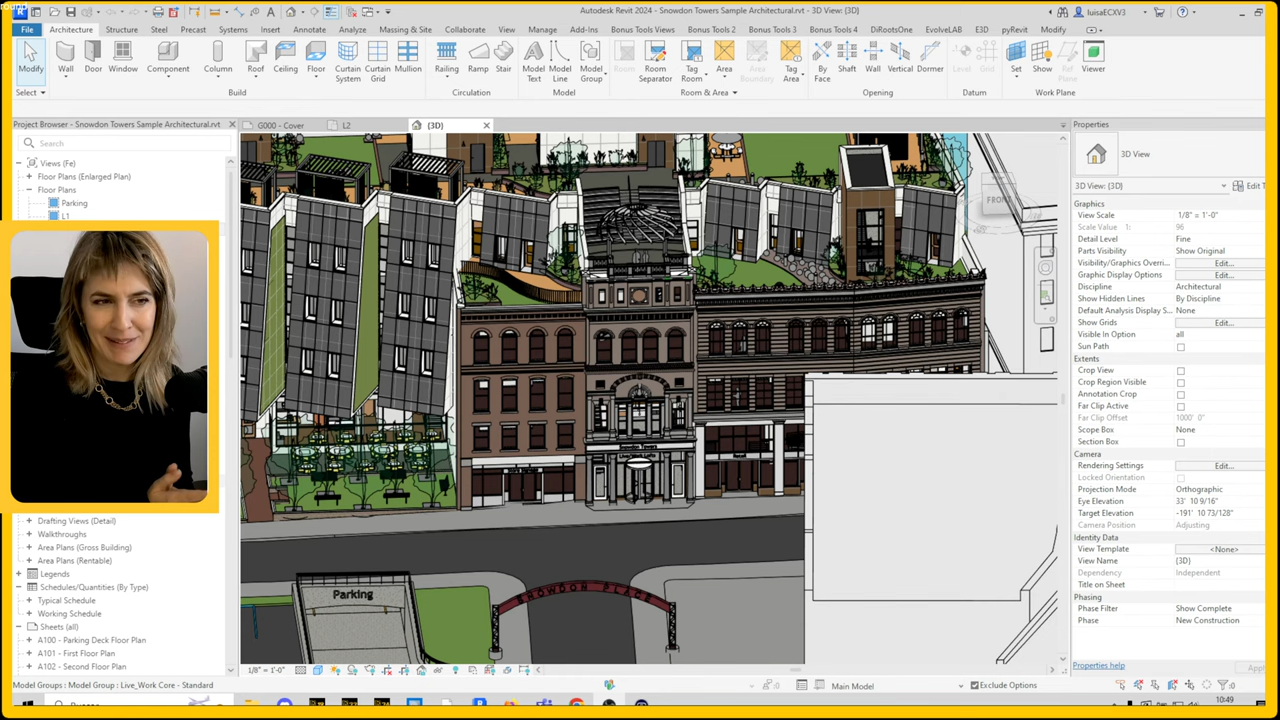 Autodesk Revit 2024 - Snowdon Towers Sample Architectural.rvt - 3D View: {3D}
luisaECXV3
File Architecture Structure Steel Precast Systems Insert Annotate Analyze Massing & Site Collaborate View Manage Add-Ins Bonus Tools Views Bonus Tools 2 Bonus Tools 3 Bonus Tools 4 DiRootsOne EvolveLAB E3D pyRevit Modify
Modify Wall Door Window Component Column Roof Ceiling Floor Curtain System Curtain Grid Mullion Railing Ramp Stair Model Text Model Line Model Group Room Room Separator Tag Room Area Area Boundary Tag Area By Face Shaft Wall Vertical Dormer Level Grid Set Show Ref Plane Viewer
Select Build Circulation Model Room & Area Opening Datum Work Plane
Project Browser - Snowdon Towers Sample Architectural.rvt
G000 - Cover L2 {3D}
Search
Views (Fe)
Floor Plans (Enlarged Plan)
Floor Plans
Parking
L1
Drafting Views (Detail)
Walkthroughs
Area Plans (Gross Building)
Area Plans (Rentable)
Legends
Schedules/Quantities (By Type)
Typical Schedule
Working Schedule
Sheets (all)
A100 - Parking Deck Floor Plan
A101 - First Floor Plan
A102 - Second Floor Plan
FRONT
SNOWDON PLACE
Parking
Properties
3D View
3D View: {3D} Edit T
Graphics
View Scale 1/8" = 1'-0"
Scale Value 1: 96
Detail Level Fine
Parts Visibility Show Original
Visibility/Graphics Overri... Edit...
Graphic Display Options Edit...
Discipline Architectural
Show Hidden Lines By Discipline
Default Analysis Display S... None
Show Grids Edit...
Visible In Option all
Sun Path
Extents
Crop View
Crop Region Visible
Annotation Crop
Far Clip Active
Far Clip Offset 1000' 0"
Scope Box None
Section Box
Camera
Rendering Settings Edit...
Locked Orientation
Projection Mode Orthographic
Eye Elevation 33' 10 9/16"
Target Elevation -191' 10 73/128"
Camera Position Adjusting
Identity Data
View Template <None>
View Name {3D}
Dependency Independent
Title on Sheet
Phasing
Phase Filter Show Complete
Phase New Construction
Properties help
1/8" = 1'-0"
Model Groups : Model Group : Live_Work Core - Standard
:0 Main Model Exclude Options :0
10:49